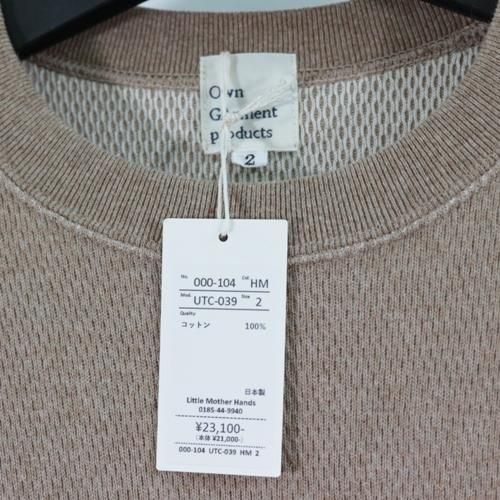 Own
Garment
products
2
No. 000-104 Col. HM
Mod. UTC-039 Size 2
Quality
コットン 100%
日本製
Little Mother Hands
0185-44-9940
¥23,100-
(本体 ¥21,000-)
000-104 UTC-039 HM 2